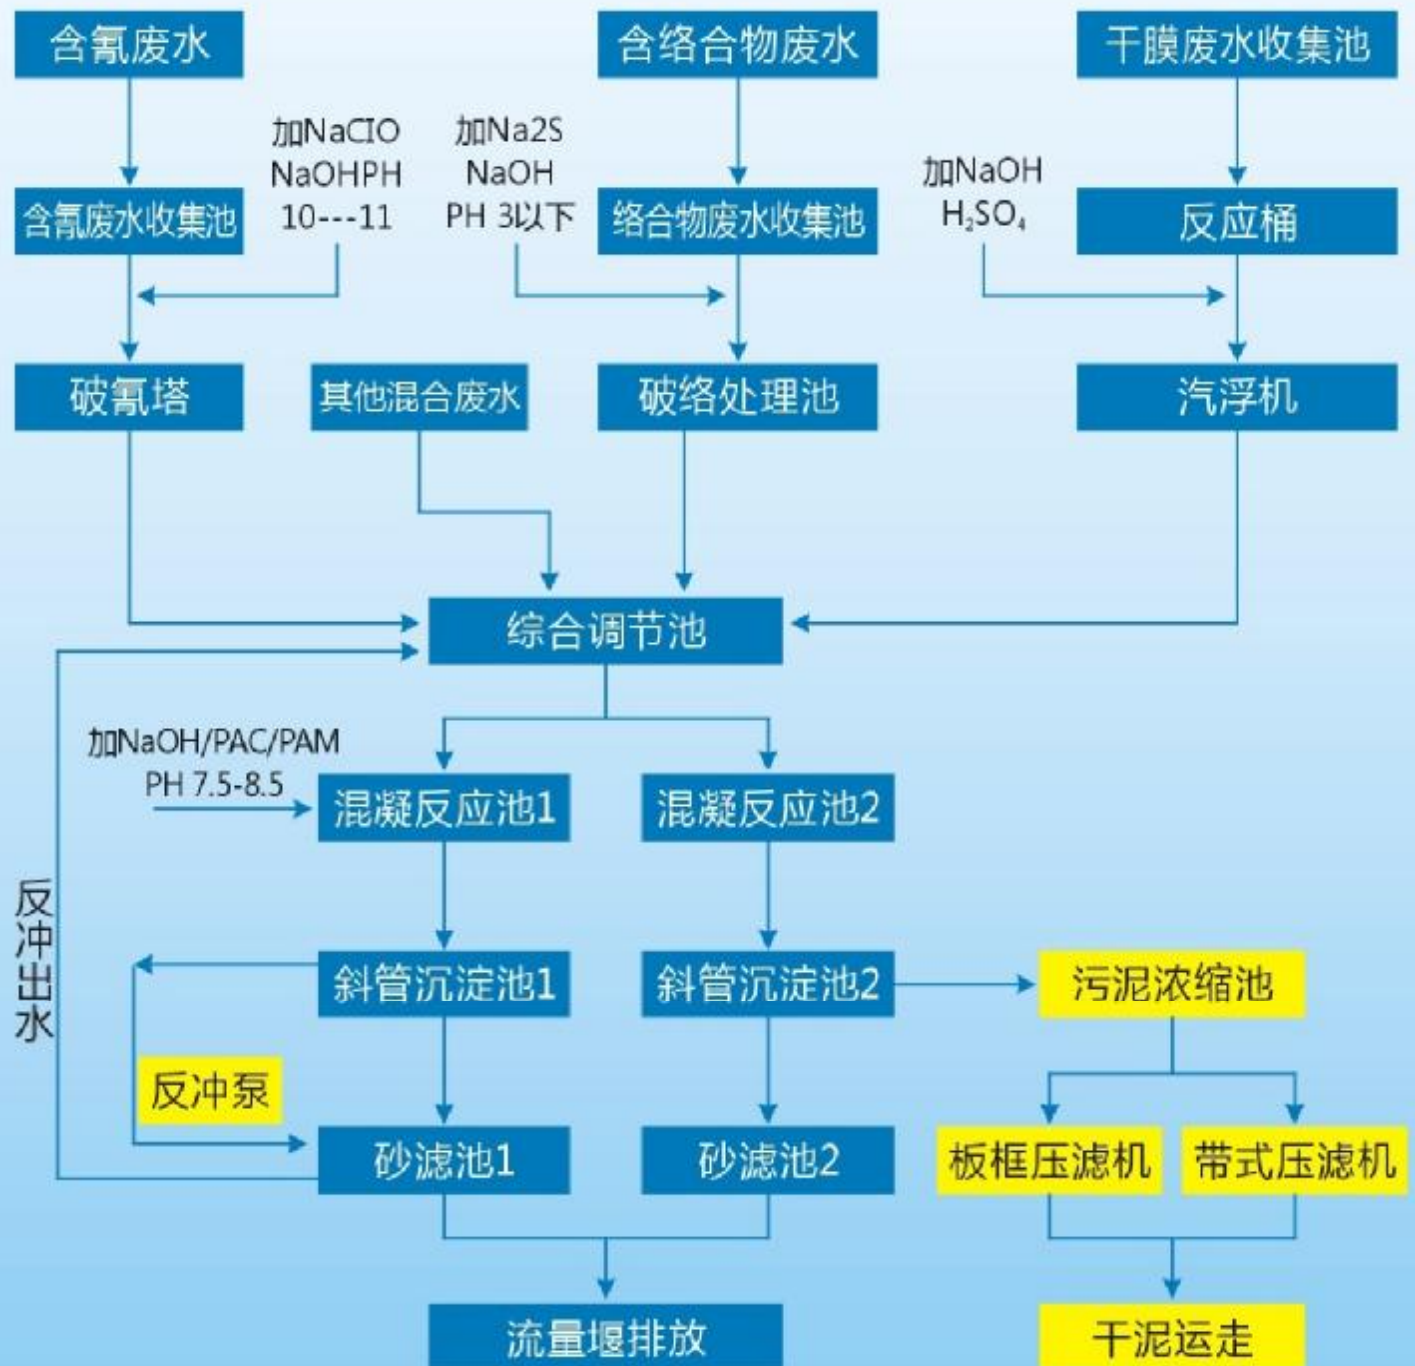 含氰废水
含络合物废水
干膜废水收集池
加NaCIO
NaOHPH
10---11
加Na2S
NaOH
PH 3以下
加NaOH
H₂SO₄
含氰废水收集池
络合物废水收集池
反应桶
破氰塔
其他混合废水
破络处理池
汽浮机
综合调节池
加NaOH/PAC/PAM
PH 7.5-8.5
混凝反应池1
混凝反应池2
反冲出水
斜管沉淀池1
斜管沉淀池2
污泥浓缩池
反冲泵
砂滤池1
砂滤池2
板框压滤机
带式压滤机
流量堰排放
干泥运走